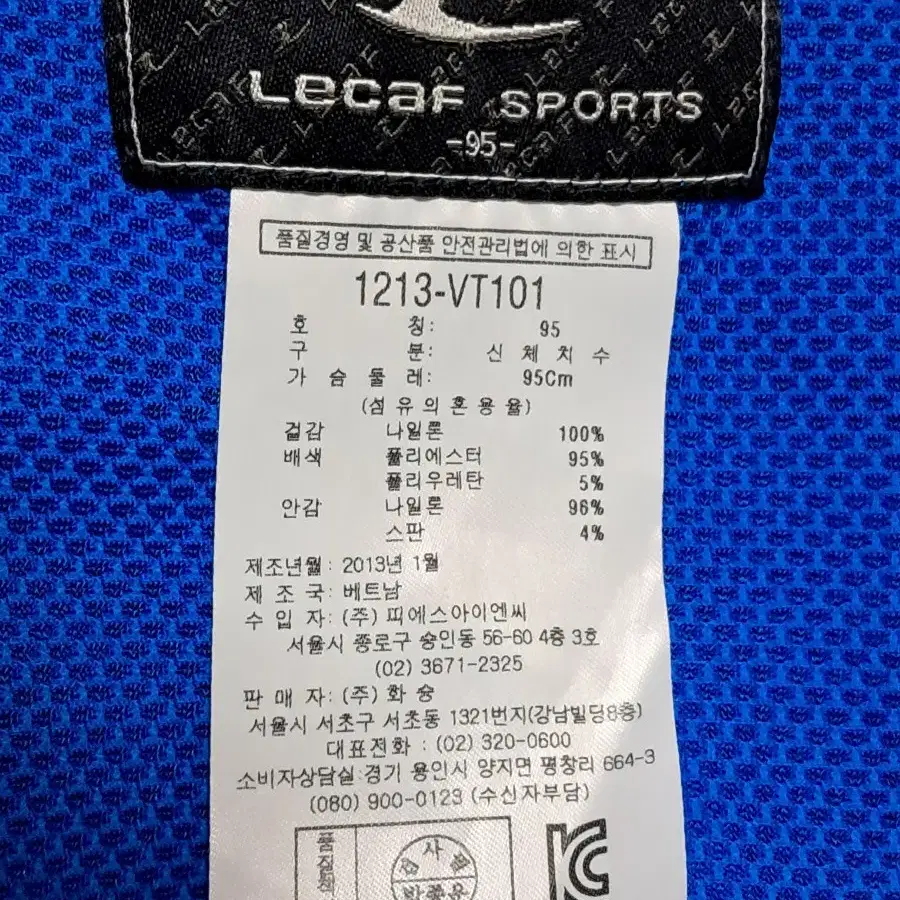 Lecaf SPORTS
-95-
품질경영 및 공산품 안전관리법에 의한 표시
1213-VT101
호 칭: 95
구 분: 신 체 치 수
가 슴 둘 레: 95Cm
(섬 유 의 혼 용 율)
겉감 나일론 100%
배색 폴리에스터 95%
폴리우레탄 5%
안감 나일론 96%
스판 4%
제조년월 : 2013년 1월
제 조 국: 베트남
수 입 자: (주) 피에스아이엔씨
서울시 종로구 숭인동 56-60 4층 3호
(02) 3671-2325
판 매 자: (주) 화 승
서울시 서초구 서초동 1321번지(강남빌딩8층)
대표전화 : (02) 320-0600
소비자상담실:경기 용인시 양지면 평창리 664-3
(080) 900-0123 (수신자부담)
품질